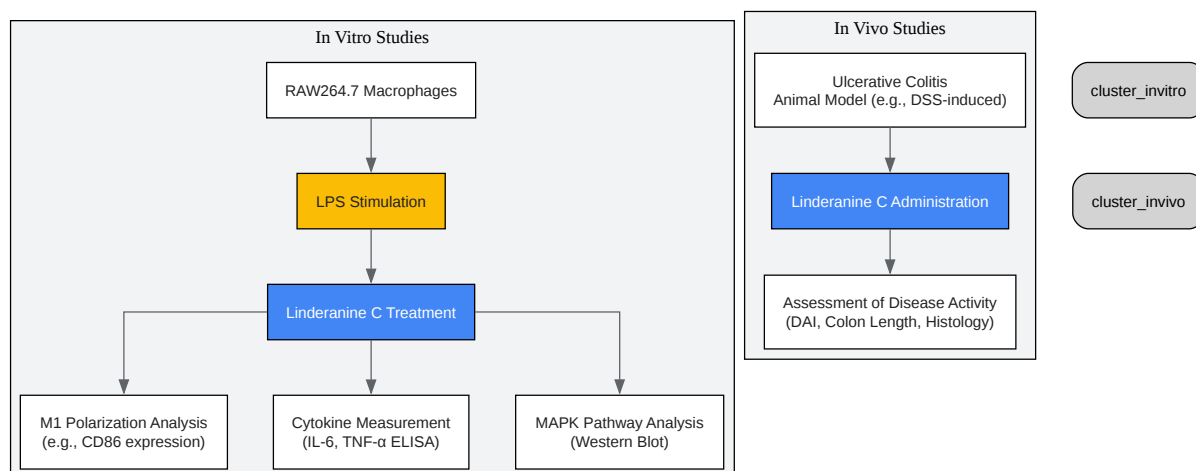 In Vitro Studies
RAW264.7 Macrophages
LPS Stimulation
Linderanine C Treatment
M1 Polarization Analysis
(e.g., CD86 expression)
Cytokine Measurement
(IL-6, TNF-α ELISA)
MAPK Pathway Analysis
(Western Blot)
In Vivo Studies
Ulcerative Colitis
Animal Model (e.g., DSS-induced)
Linderanine C Administration
Assessment of Disease Activity
(DAI, Colon Length, Histology)
cluster_invitro
cluster_invivo